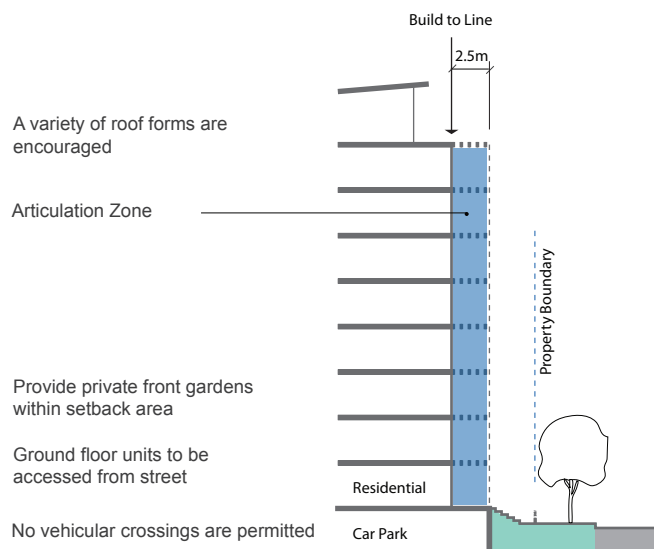 Build to Line
2.5m
A variety of roof forms are
encouraged
Articulation Zone
Property Boundary
Provide private front gardens
within setback area
Ground floor units to be
accessed from street
Residential
No vehicular crossings are permitted
Car Park